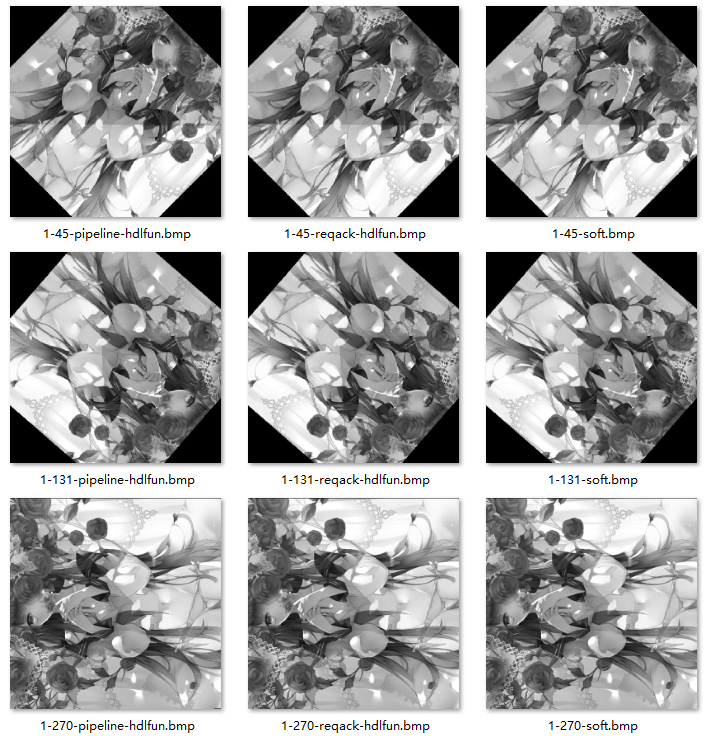 1-45-pipeline-hdlfun.bmp 1-45-reqack-hdlfun.bmp 1-45-soft.bmp
1-131-pipeline-hdlfun.bmp 1-131-reqack-hdlfun.bmp 1-131-soft.bmp
1-270-pipeline-hdlfun.bmp 1-270-reqack-hdlfun.bmp 1-270-soft.bmp